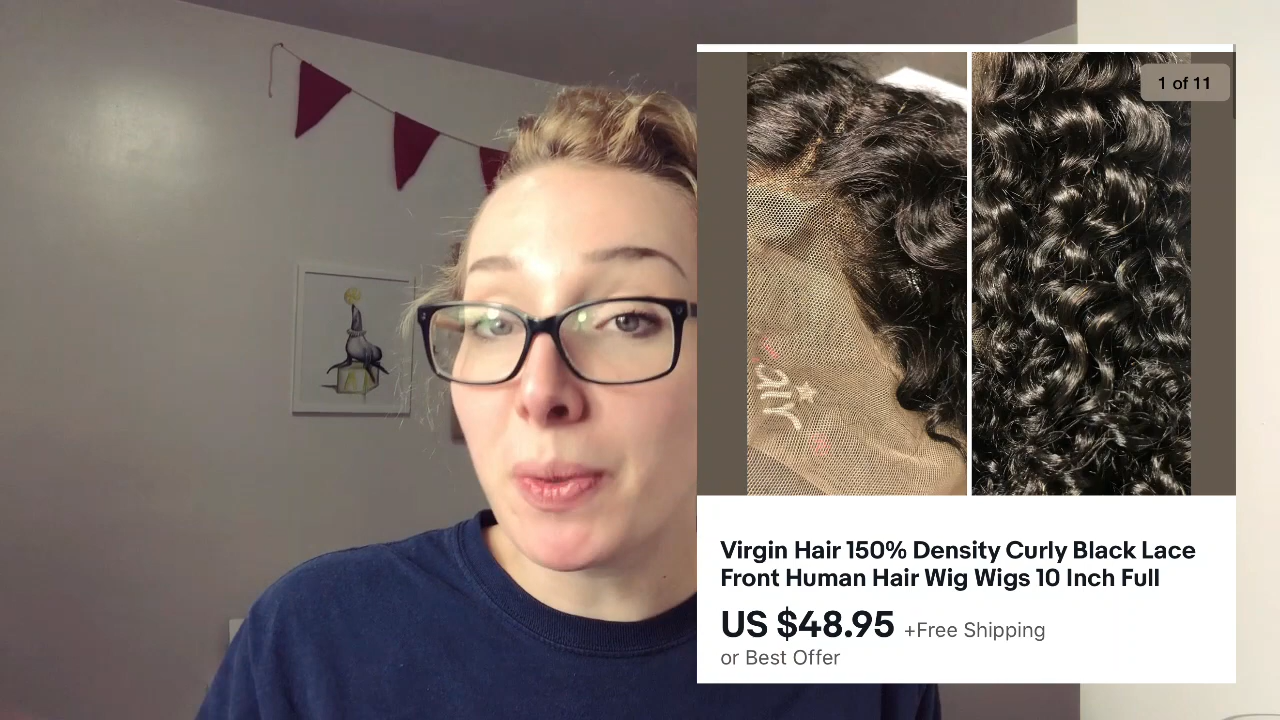 1 of 11
air
Virgin Hair 150% Density Curly Black Lace
Front Human Hair Wig Wigs 10 Inch Full
US $48.95 +Free Shipping
or Best Offer